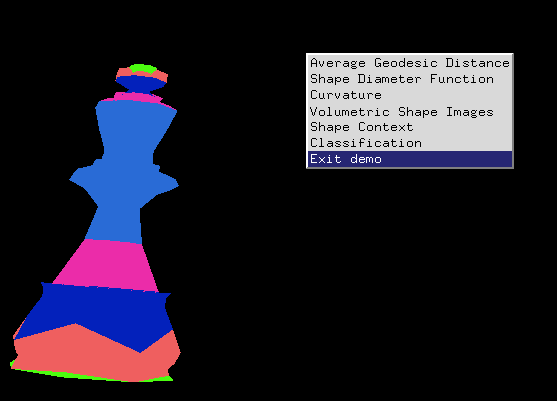 Average Geodesic Distance
Shape Diameter Function
Curvature
Volumetric Shape Images
Shape Context
Classification
Exit demo